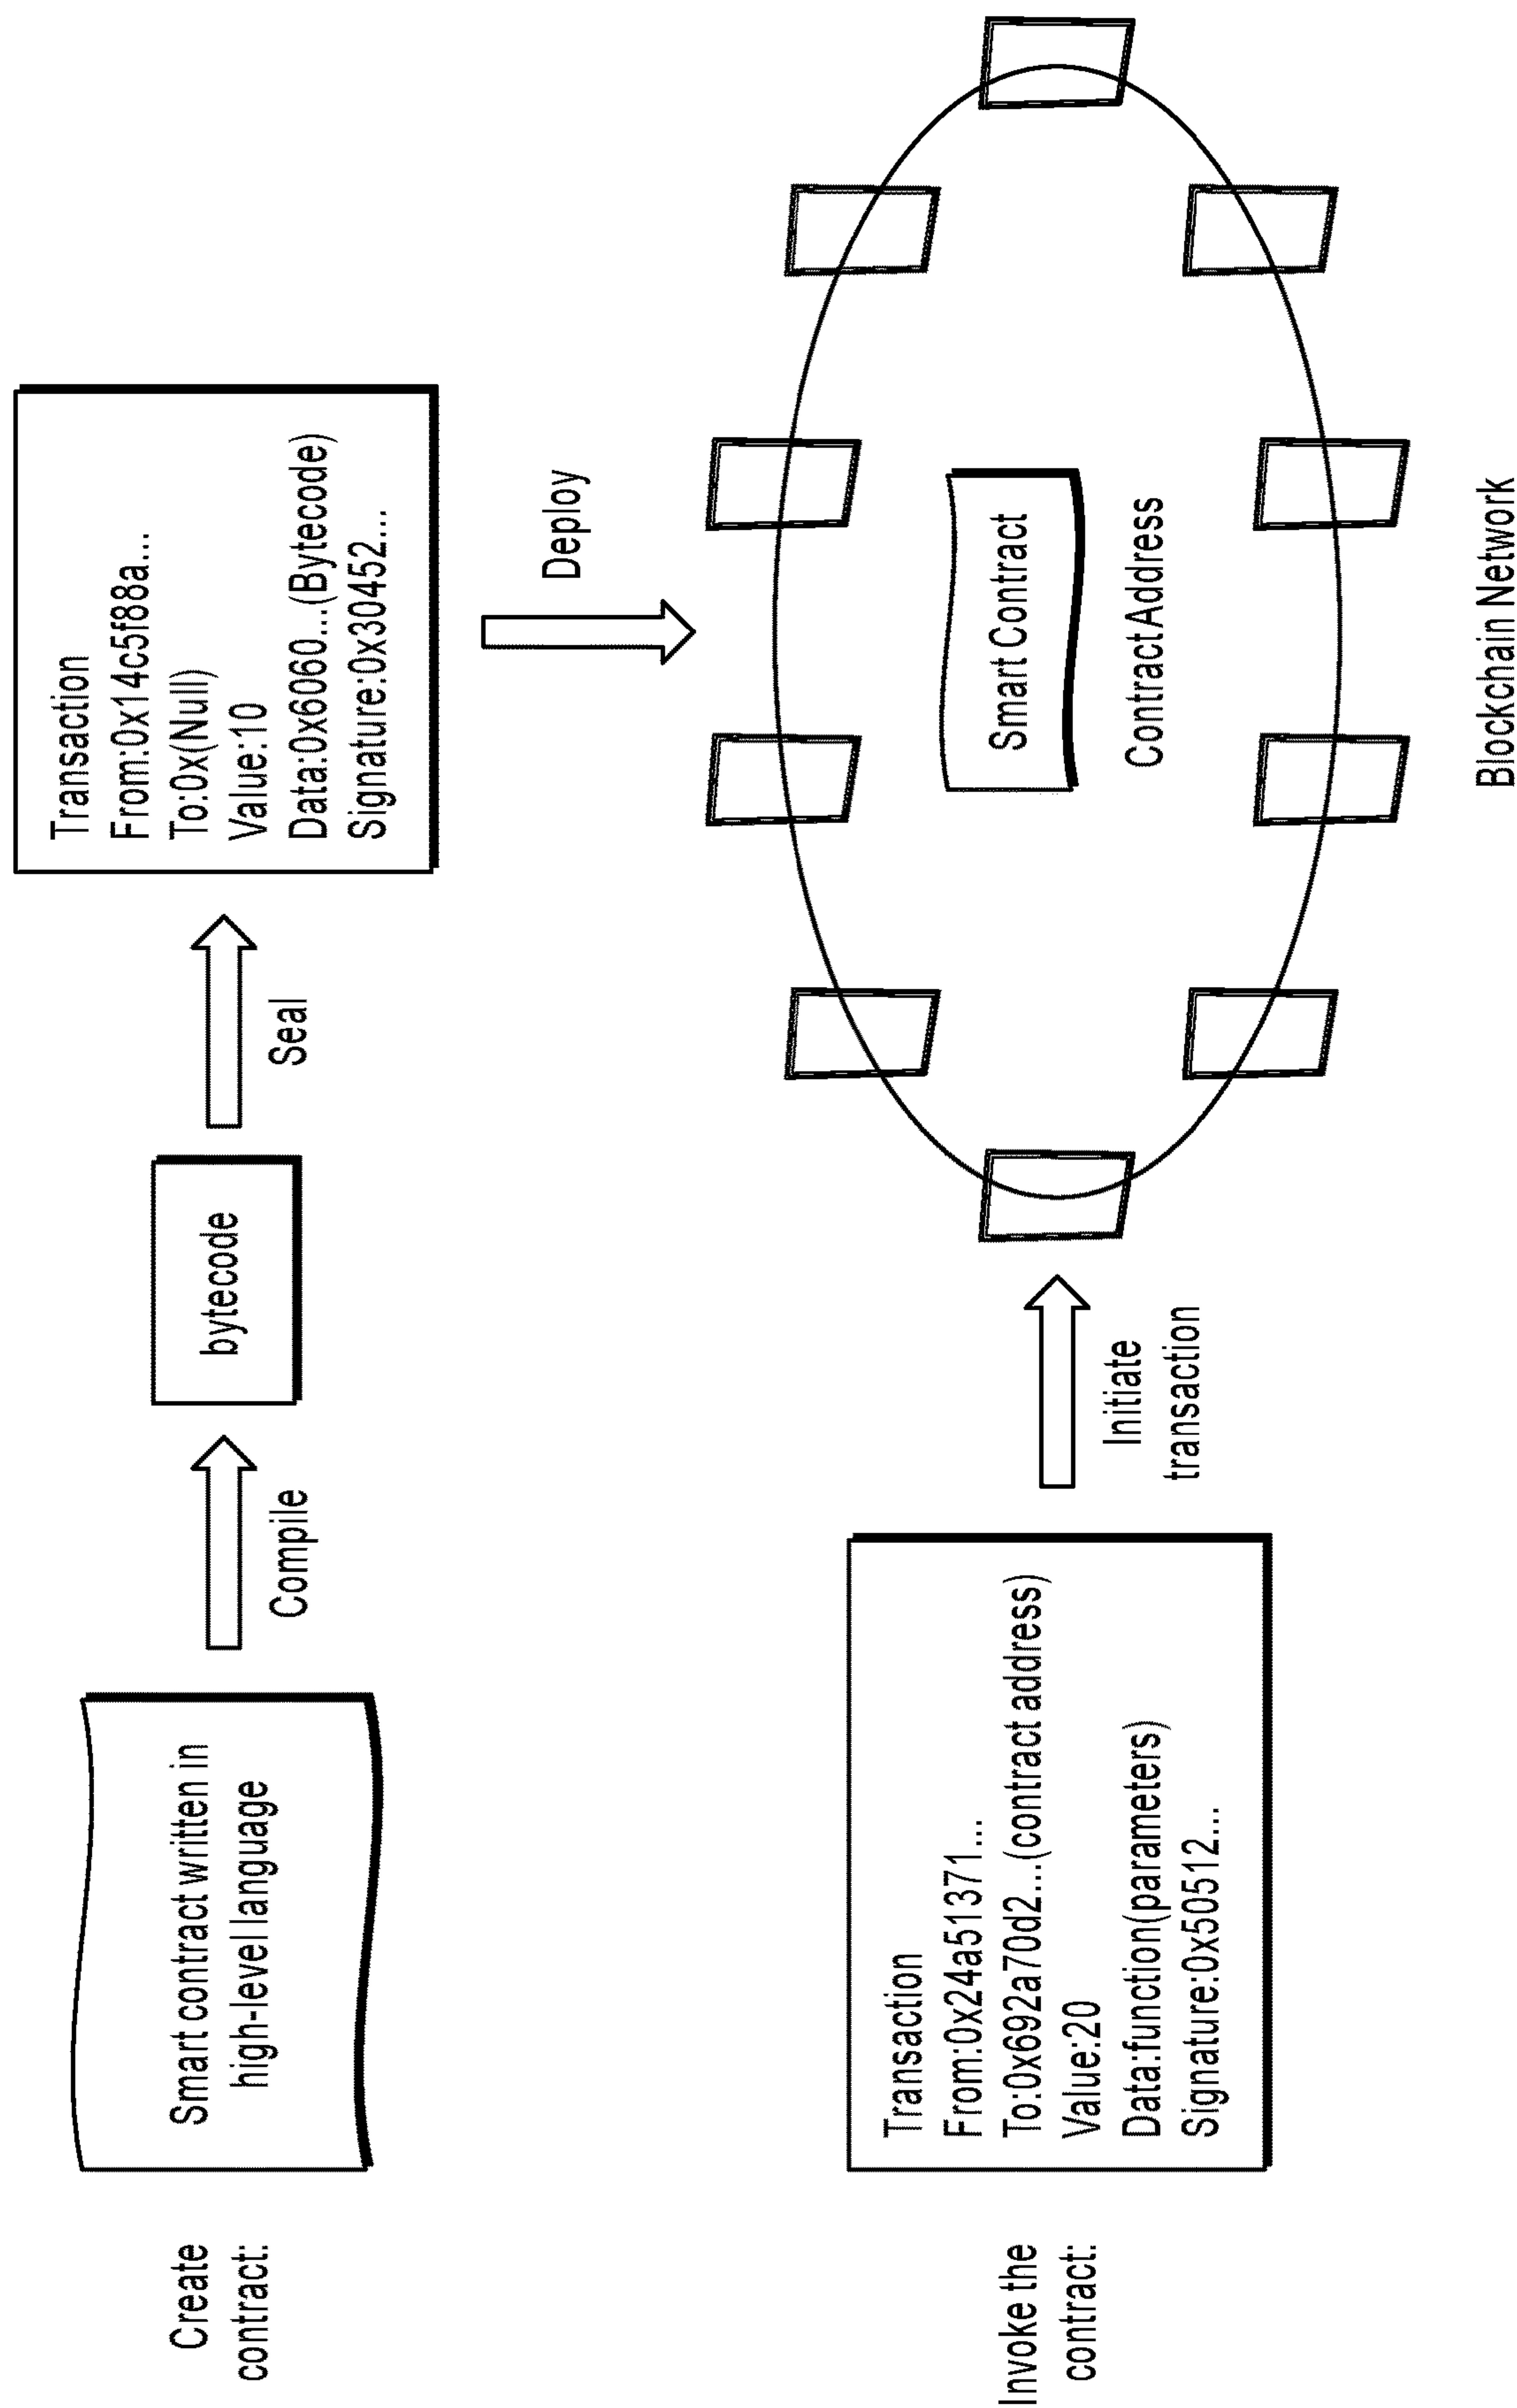 Create
contract:
Smart contract written in
high-level language
Compile
bytecode
Seal
Transaction
From:0x14c5f88a...
To:0x(Null)
Value:10
Data:0x6060...(Bytecode)
Signature:0x30452...
Deploy
Invoke the
contract:
Transaction
From:0x24a51371...
To:0x692a70d2...(contract address)
Value:20
Data:function(parameters)
Signature:0x50512...
Initiate
transaction
Smart Contract
Contract Address
Blockchain Network